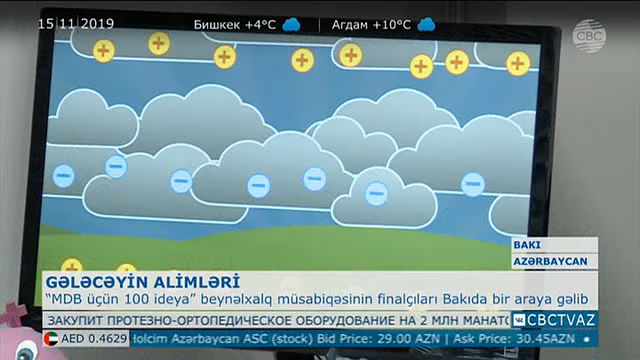 15 11 2019
Бишкек +4°C
Агдам +10°C
CBC
BAKI
AZƏRBAYCAN
GƏLƏCƏYİN ALİMLƏRİ
“MDB üçün 100 ideya” beynəlxalq müsabiqəsinin finalçıları Bakıda bir araya gəlib
ЗАКУПИТ ПРОТЕЗНО-ОРТОПЕДИЧЕСКОЕ ОБОРУДОВАНИЕ НА 2 МЛН МАНАТО
CBCTVAZ
AED 0.4629
Holcim Azərbaycan ASC (stock) Bid Price: 29.00 AZN | Ask Price: 30.45AZN